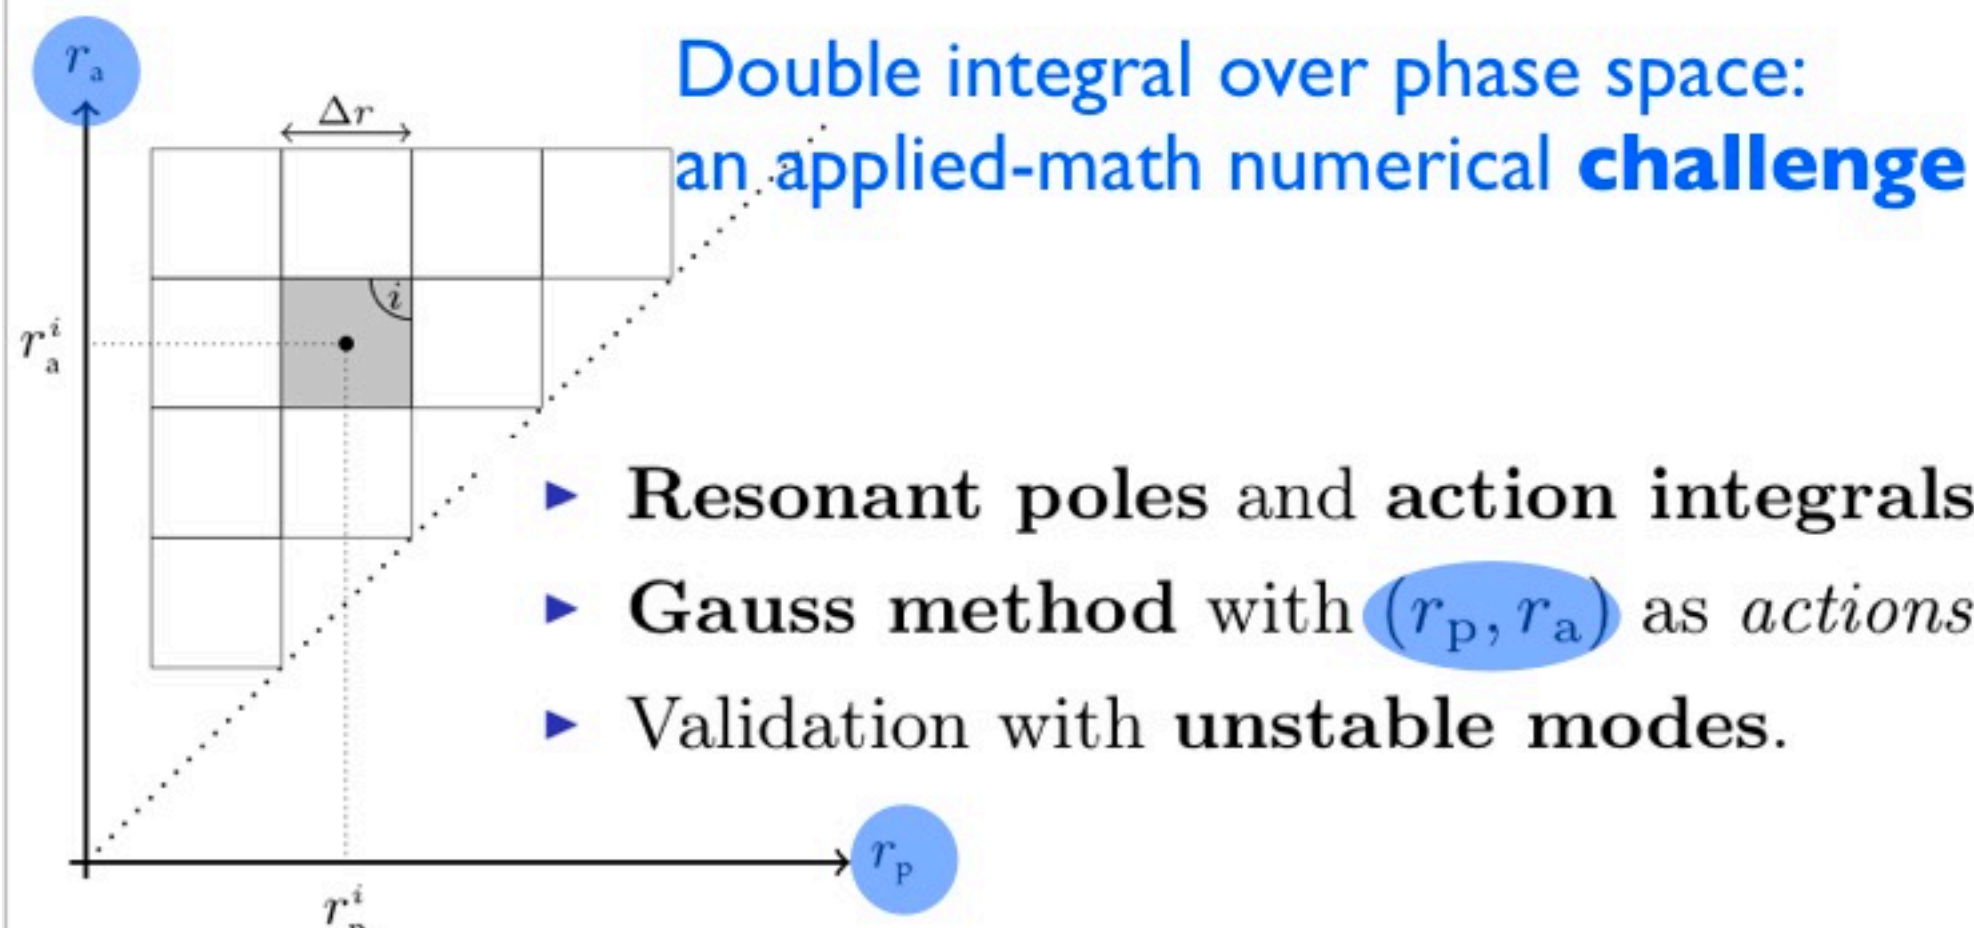 r_a
Δr
Double integral over phase space:
an applied-math numerical challenge
i
r_a^i
▶ Resonant poles and action integrals
▶ Gauss method with (r_p, r_a) as actions
▶ Validation with unstable modes.
r_p
r_p^i